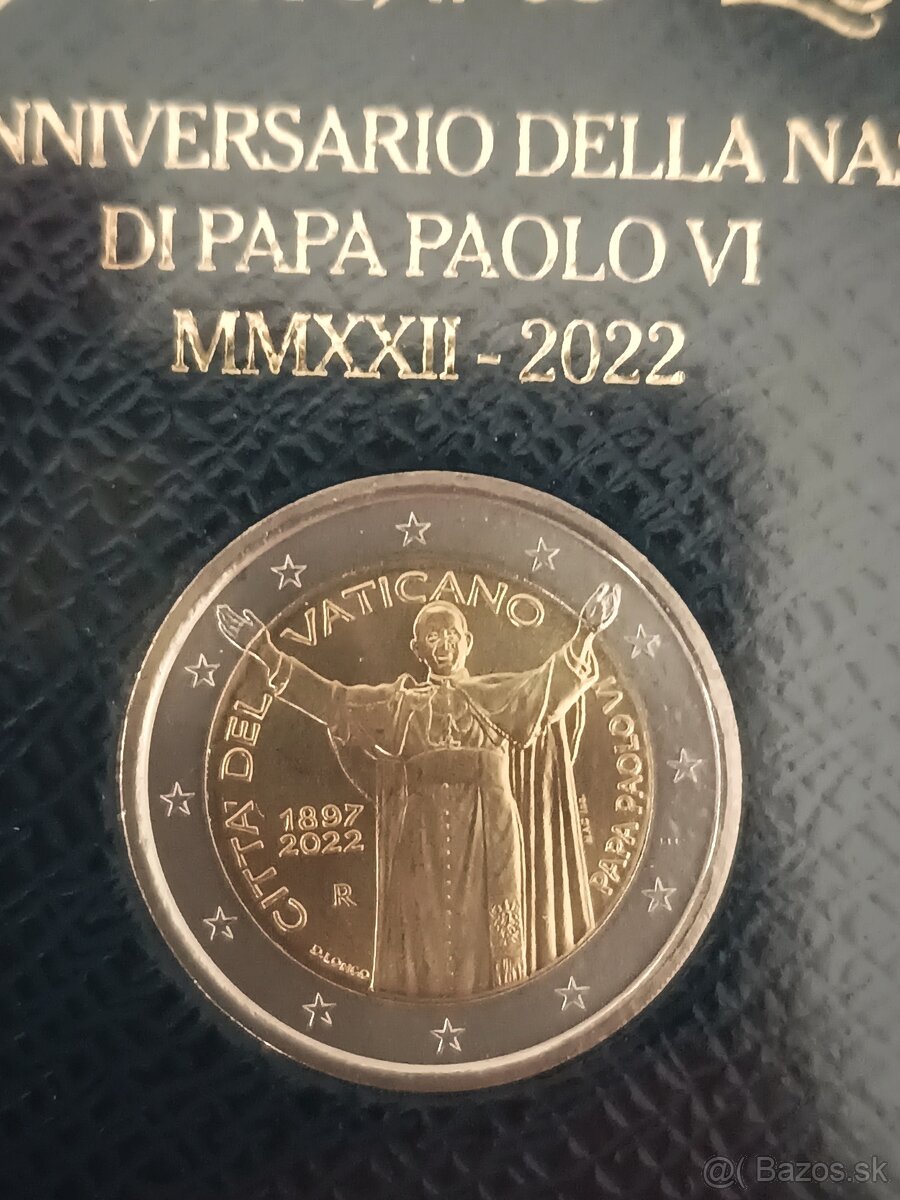 NNIVERSARIO DELLA NAS
DI PAPA PAOLO VI
MMXXII - 2022
CITTA' DEL VATICANO
1897
2022
R
D.LONGO
PAPA PAOLO VI
@( Bazos.sk